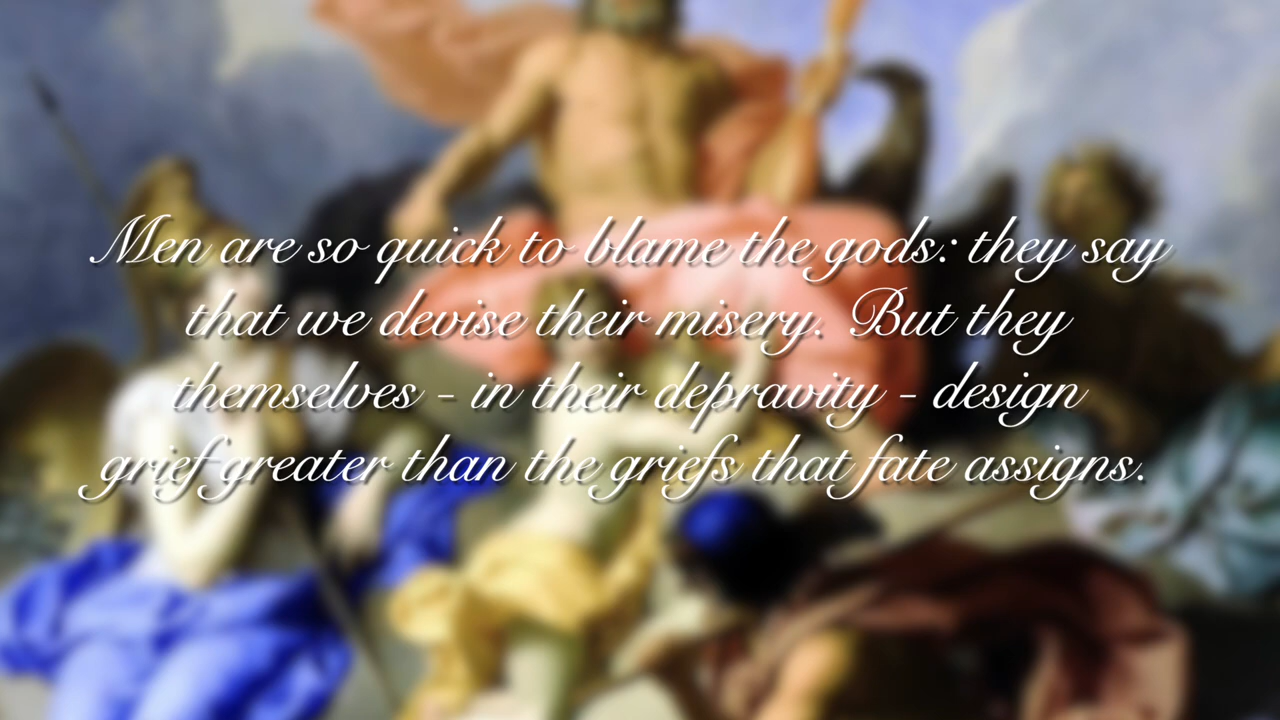 Men are so quick to blame the gods: they say
that we devise their misery. But they
themselves - in their depravity - design
grief greater than the griefs that fate assigns.